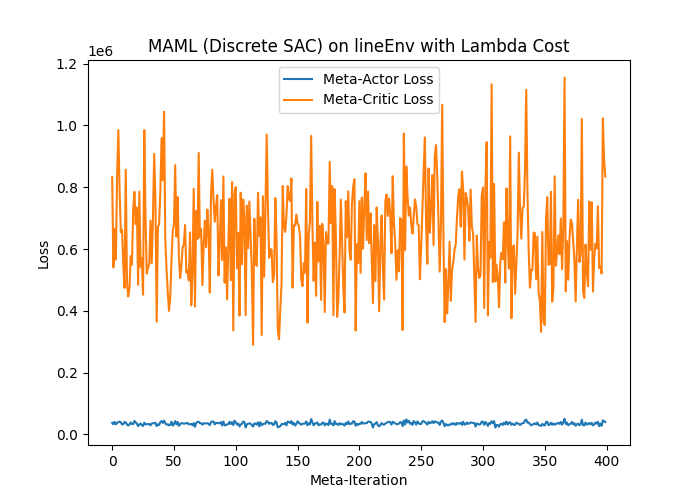 MAML (Discrete SAC) on lineEnv with Lambda Cost
1e6
Meta-Actor Loss
Meta-Critic Loss
1.2
1.0
0.8
0.6
0.4
0.2
0.0
Loss
0 50 100 150 200 250 300 350 400
Meta-Iteration